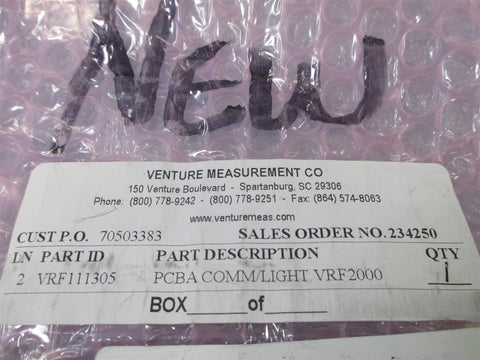 NEW
VENTURE MEASUREMENT CO
150 Venture Boulevard - Spartanburg, SC 29306
Phone: (800) 778-9242 - (800) 778-9251 - Fax: (864) 574-8063
www.venturemeas.com
CUST P.O. 70503383 SALES ORDER NO. 234250
LN PART ID PART DESCRIPTION QTY
2 VRF111305 PCBA COMM/LIGHT VRF2000 1
BOX______of______